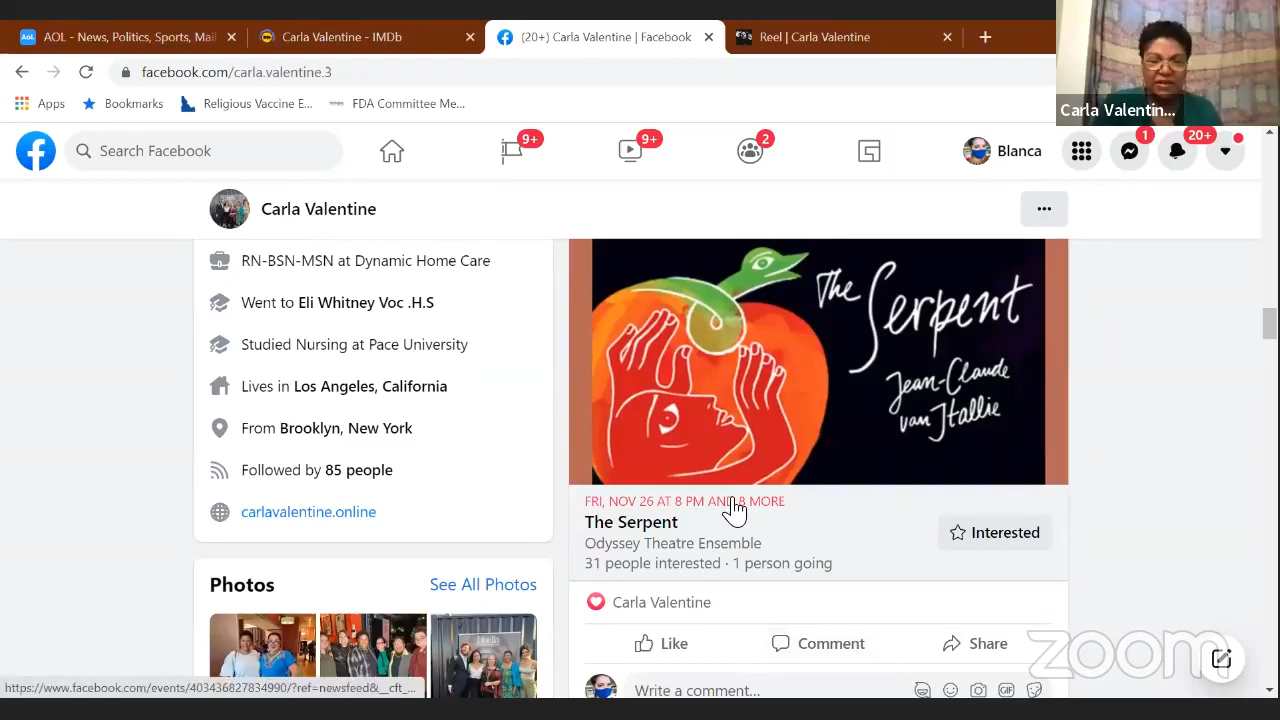 AOL - News, Politics, Sports, Mail
Carla Valentine - IMDb
(20+) Carla Valentine | Facebook
Reel | Carla Valentine
facebook.com/carla.valentine.3
Apps
Bookmarks
Religious Vaccine E...
FDA Committee Me...
Carla Valentin...
Search Facebook
9+
9+
2
Blanca
1
20+
Carla Valentine
RN-BSN-MSN at Dynamic Home Care
Went to Eli Whitney Voc .H.S
Studied Nursing at Pace University
Lives in Los Angeles, California
From Brooklyn, New York
Followed by 85 people
carlavalentine.online
Photos
See All Photos
The Serpent
Jean-Claude
van Itallie
FRI, NOV 26 AT 8 PM AND 8 MORE
The Serpent
Odyssey Theatre Ensemble
31 people interested · 1 person going
Interested
Carla Valentine
Like
Comment
Share
Write a comment...
GIF
zoom
https://www.facebook.com/events/403436827834990/?ref=newsfeed&__cft_...